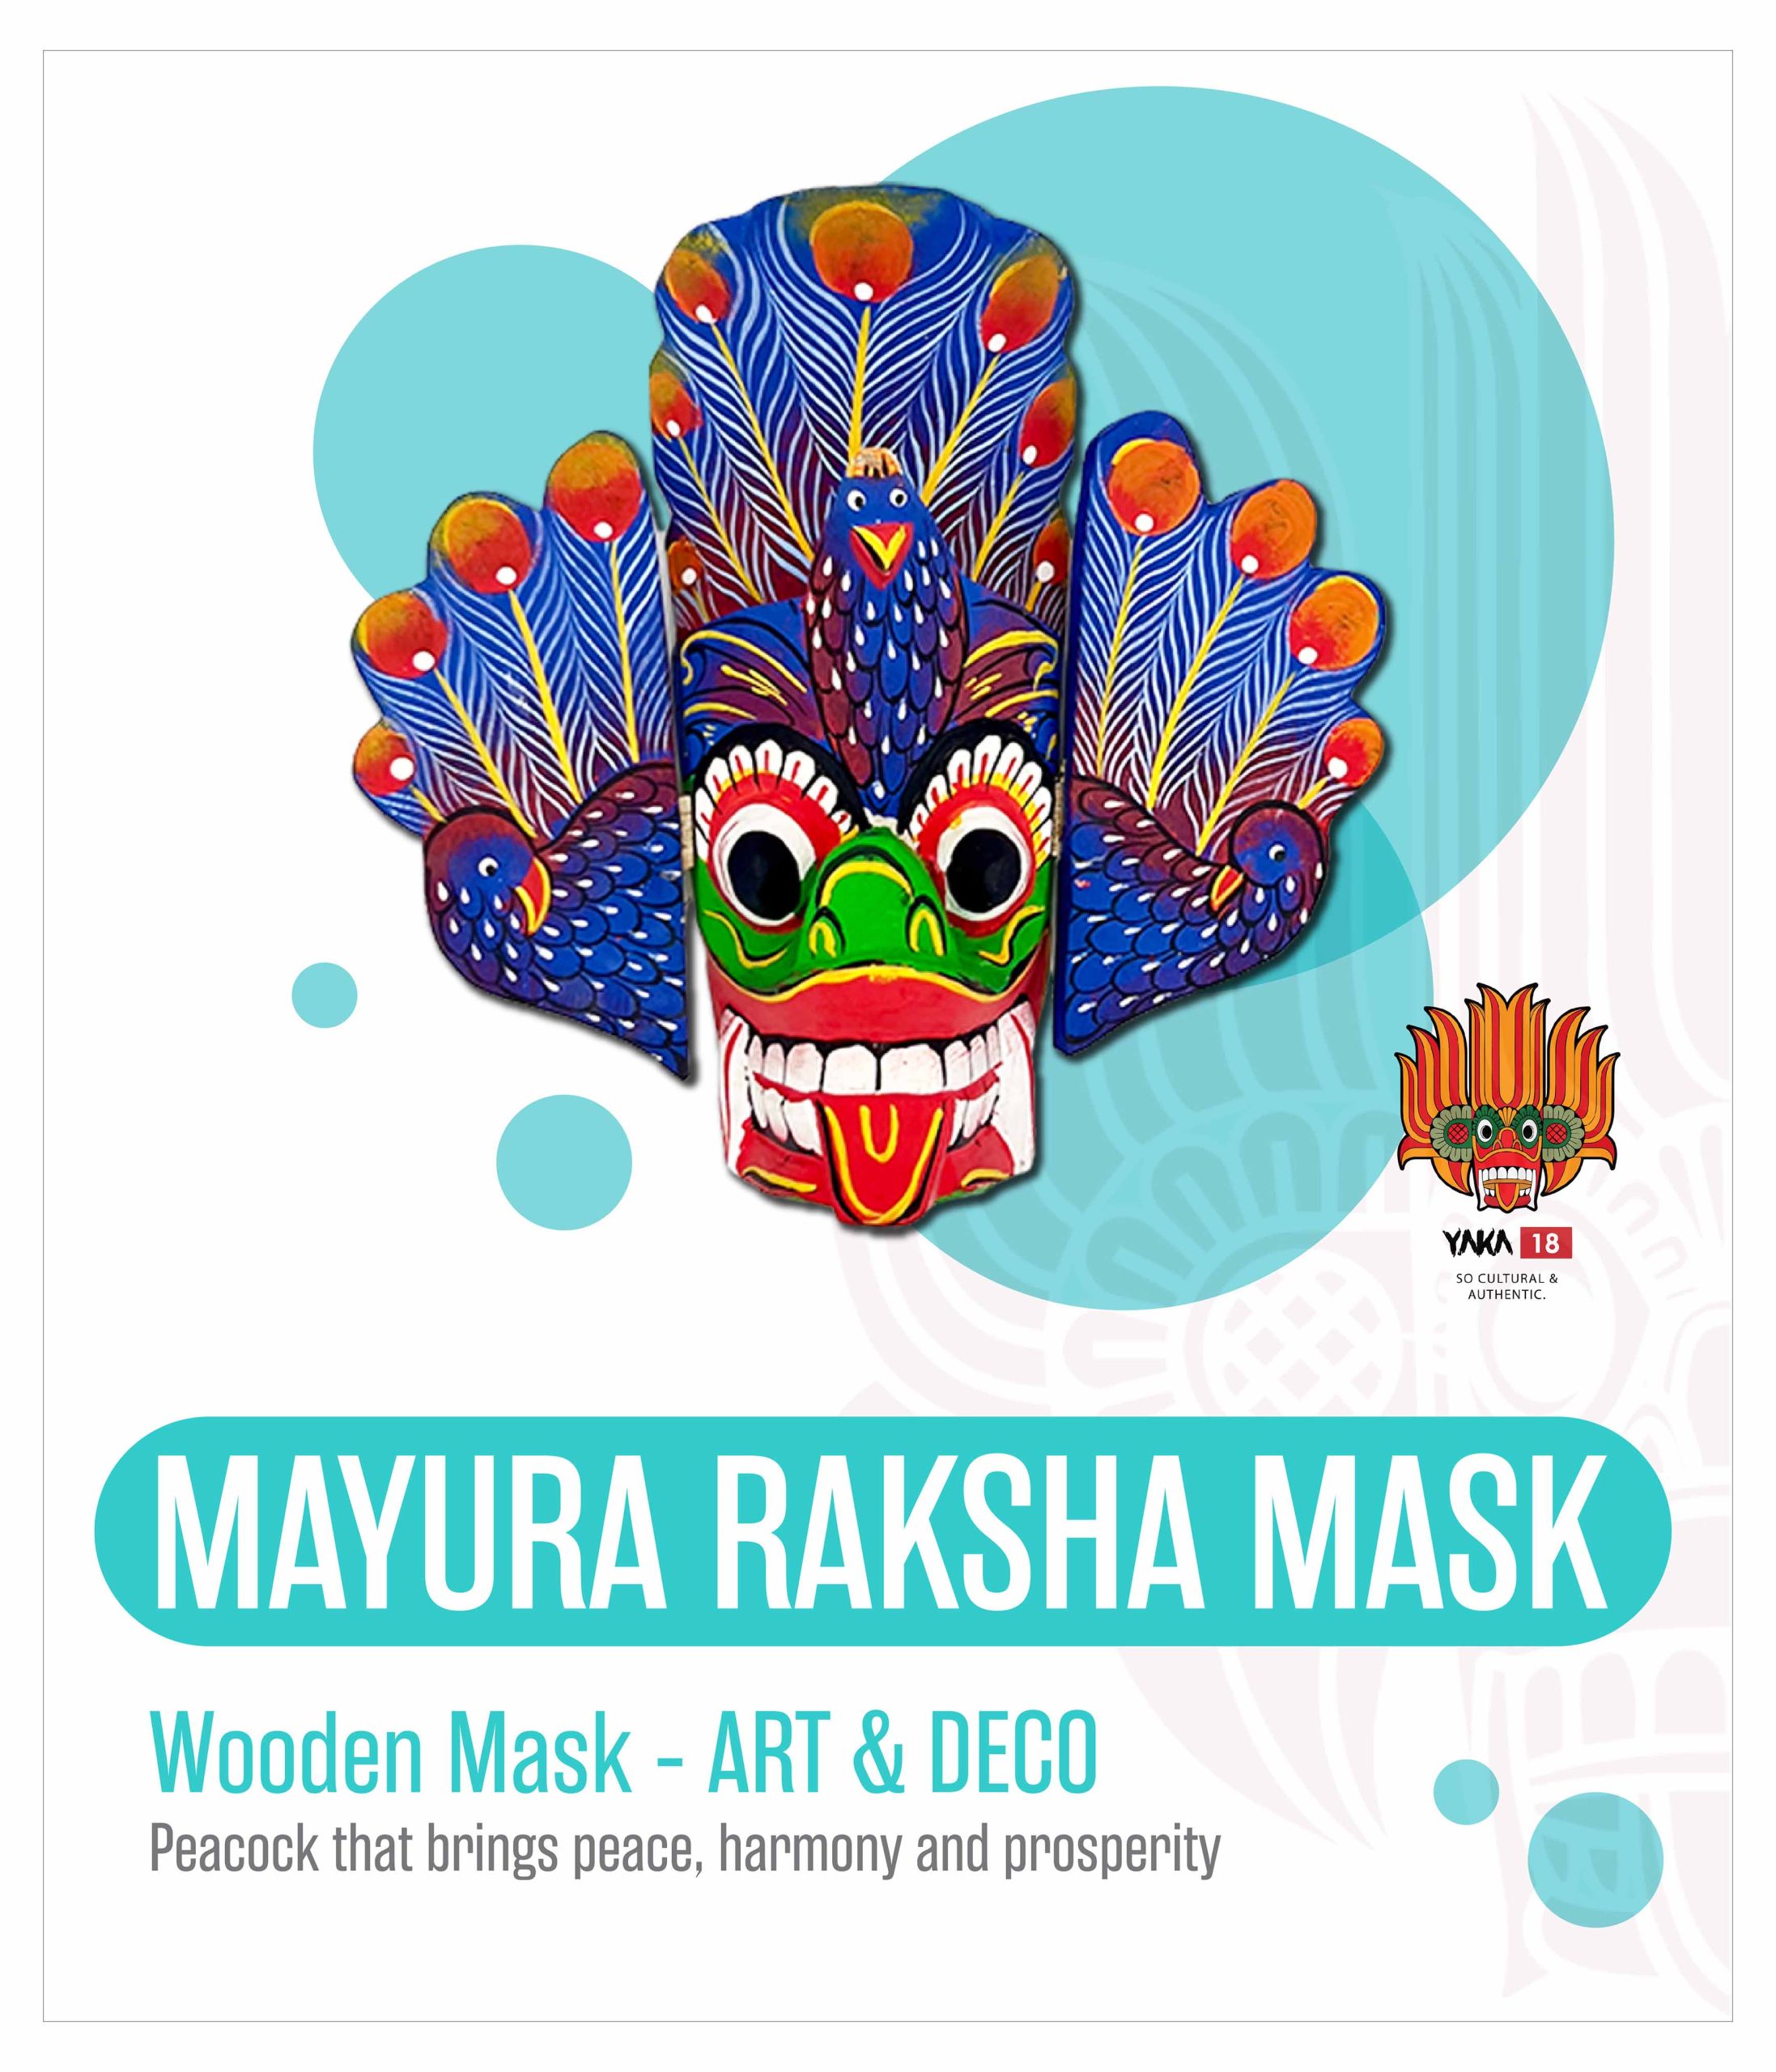 YAKA 18
SO CULTURAL &
AUTHENTIC.
MAYURA RAKSHA MASK
Wooden Mask - ART & DECO
Peacock that brings peace, harmony and prosperity